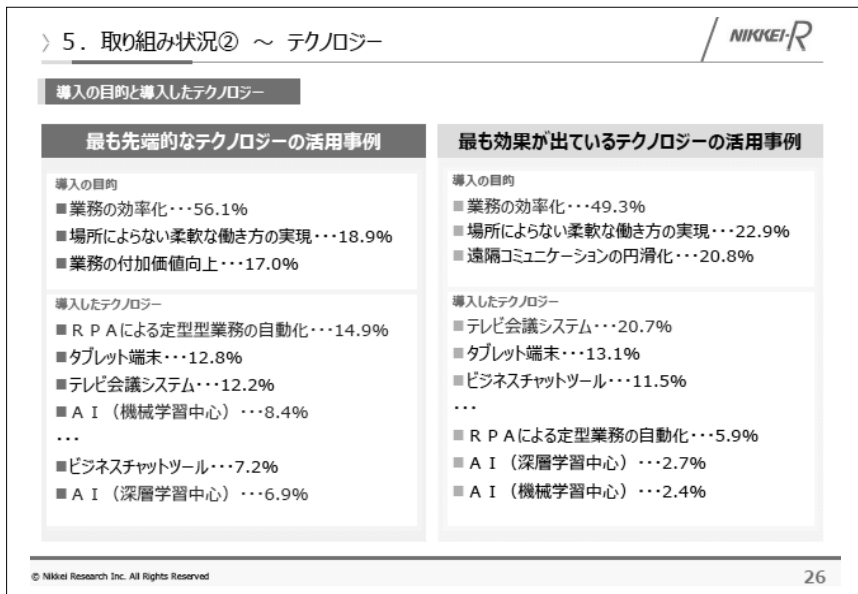 5．取り組み状況② ～ テクノロジー
NIKKEI-R
導入の目的と導入したテクノロジー
最も先端的なテクノロジーの活用事例
導入の目的
■業務の効率化･･･56.1%
■場所によらない柔軟な働き方の実現･･･18.9%
■業務の付加価値向上･･･17.0%
導入したテクノロジー
■ＲＰＡによる定型型業務の自動化･･･14.9%
■タブレット端末･･･12.8%
■テレビ会議システム･･･12.2%
■ＡＩ（機械学習中心）･･･8.4%
･･･
■ビジネスチャットツール･･･7.2%
■ＡＩ（深層学習中心）･･･6.9%
最も効果が出ているテクノロジーの活用事例
導入の目的
■業務の効率化･･･49.3%
■場所によらない柔軟な働き方の実現･･･22.9%
■遠隔コミュニケーションの円滑化･･･20.8%
導入したテクノロジー
■テレビ会議システム･･･20.7%
■タブレット端末･･･13.1%
■ビジネスチャットツール･･･11.5%
･･･
■ＲＰＡによる定型業務の自動化･･･5.9%
■ＡＩ（深層学習中心）･･･2.7%
■ＡＩ（機械学習中心）･･･2.4%
© Nikkei Research Inc. All Rights Reserved
26